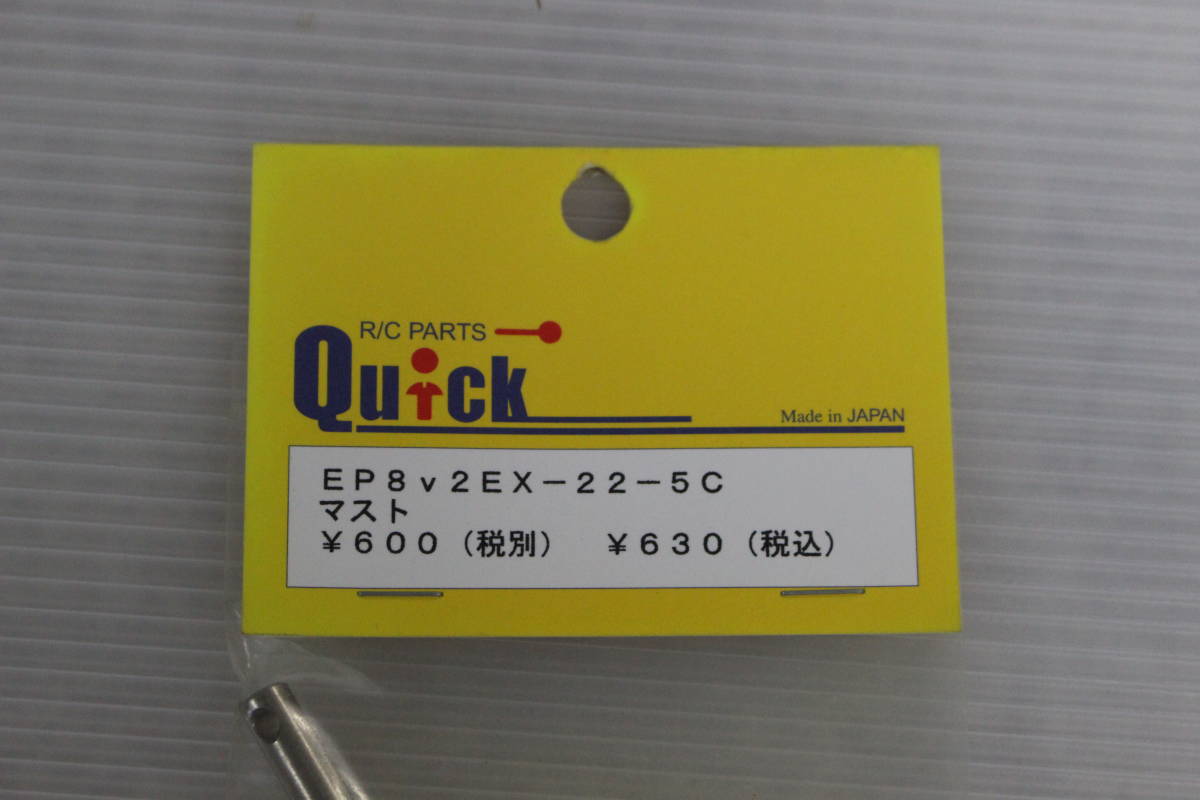 R/C PARTS
Quick
Made in JAPAN
ＥＰ８ｖ２ＥＸ－２２－５Ｃ
マスト
￥６００（税別）　￥６３０（税込）